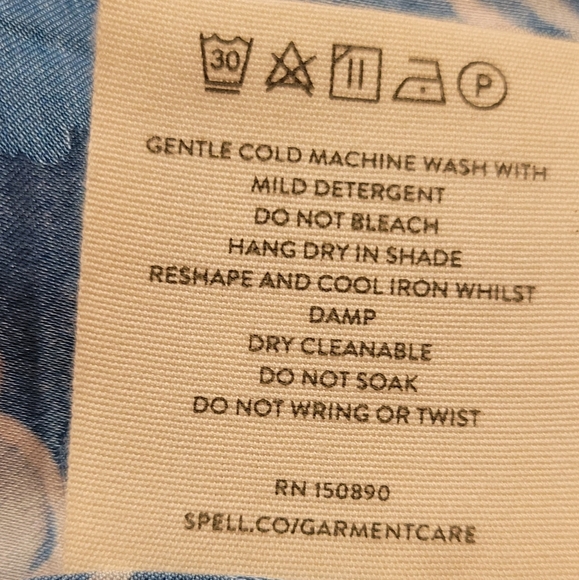 30 P
GENTLE COLD MACHINE WASH WITH
MILD DETERGENT
DO NOT BLEACH
HANG DRY IN SHADE
RESHAPE AND COOL IRON WHILST
DAMP
DRY CLEANABLE
DO NOT SOAK
DO NOT WRING OR TWIST
RN 150890
SPELL.CO/GARMENTCARE